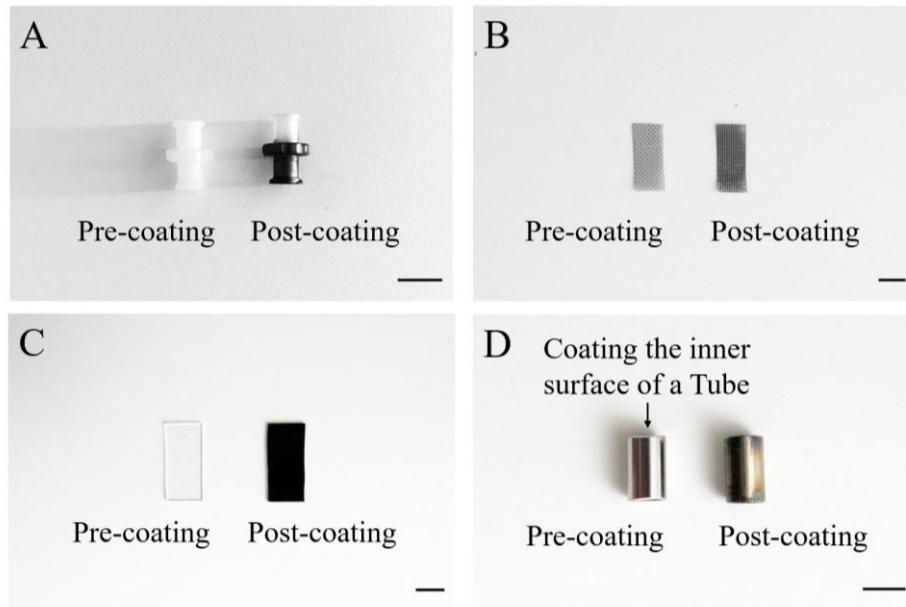 A
Pre-coating
Post-coating
B
Pre-coating
Post-coating
C
Pre-coating
Post-coating
D
Coating the inner
surface of a Tube
Pre-coating
Post-coating